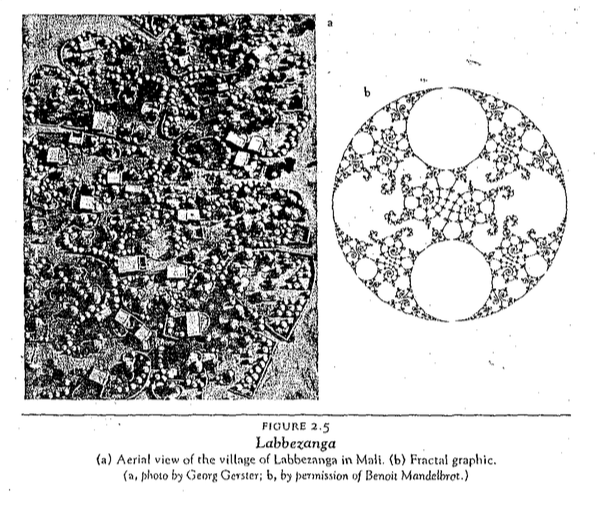 a
b
FIGURE 2.5
Labbezanga
(a) Aerial view of the village of Labbezanga in Mali. (b) Fractal graphic.
(a, photo by Georg Gerster; b, by permission of Benoit Mandelbrot.)